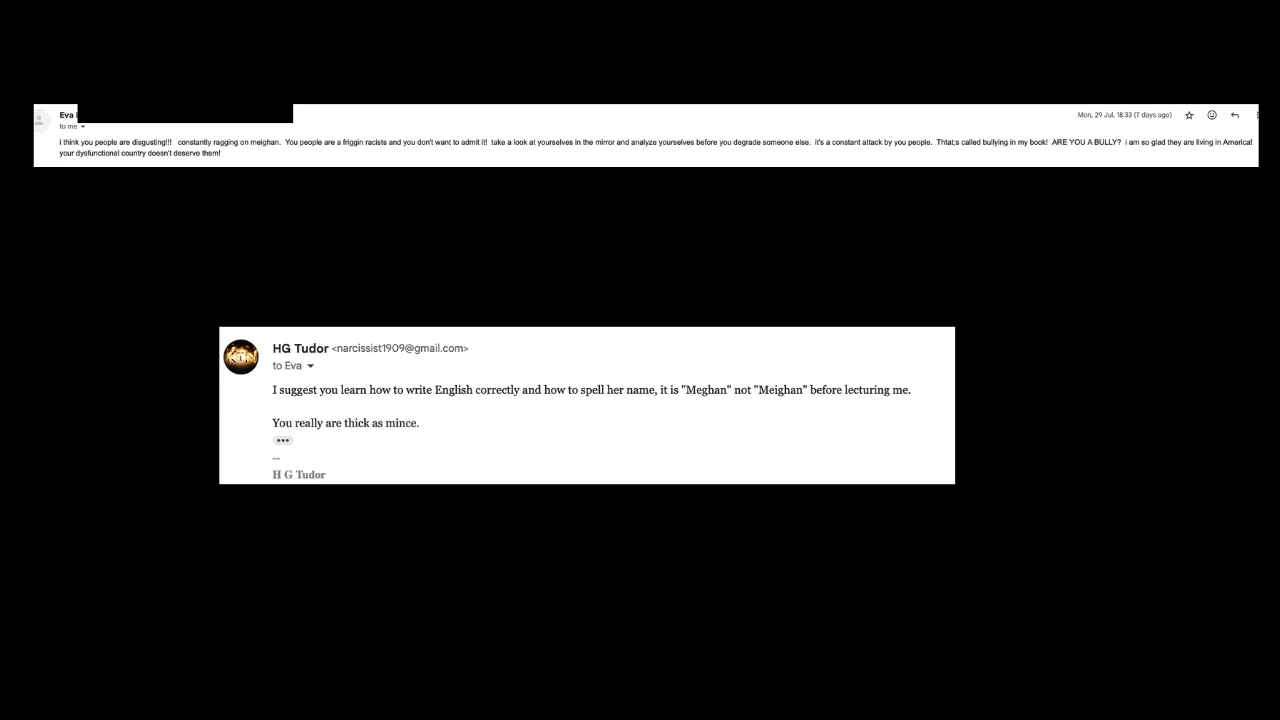 Eva
Mon, 29 Jul, 18:33 (7 days ago)
to me
i think you people are disgusting!!! constantly ragging on meighan. You people are a friggin racists and you don't want to admit it! take a look at yourselves in the mirror and analyze yourselves before you degrade someone else. it's a constant attack by you people. Thtat;s called bullying in my book! ARE YOU A BULLY? i am so glad they are living in America!
your dysfunctional country doesn't deserve them!
KTN
HG Tudor <narcissist1909@gmail.com>
to Eva
I suggest you learn how to write English correctly and how to spell her name, it is "Meghan" not "Meighan" before lecturing me.
You really are thick as mince.
--
H G Tudor